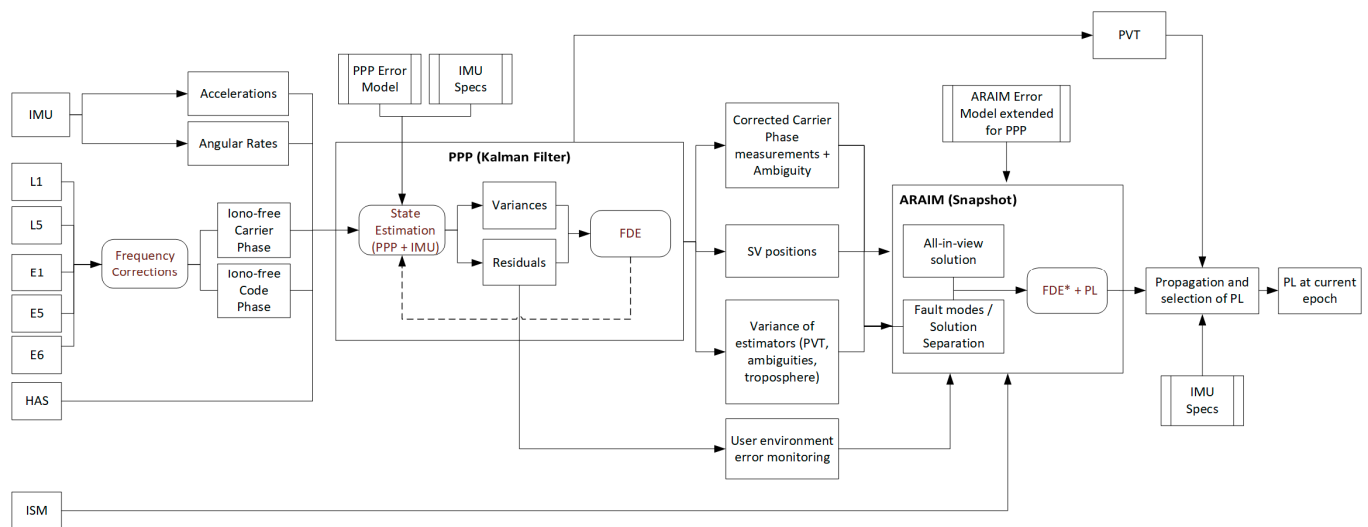 IMU
Accelerations
Angular Rates
L1
L5
E1
E5
E6
HAS
ISM
Frequency
Corrections
Iono-free
Carrier
Phase
Iono-free
Code
Phase
PPP Error
Model
IMU
Specs
PPP (Kalman Filter)
State
Estimation
(PPP + IMU)
Variances
Residuals
FDE
Corrected Carrier
Phase
measurements +
Ambiguity
SV positions
Variance of
estimators (PVT,
ambiguities,
troposphere)
User environment
error monitoring
ARAIM Error
Model extended
for PPP
ARAIM (Snapshot)
All-in-view
solution
Fault modes /
Solution
Separation
FDE* + PL
PVT
Propagation and
selection of PL
IMU
Specs
PL at current
epoch